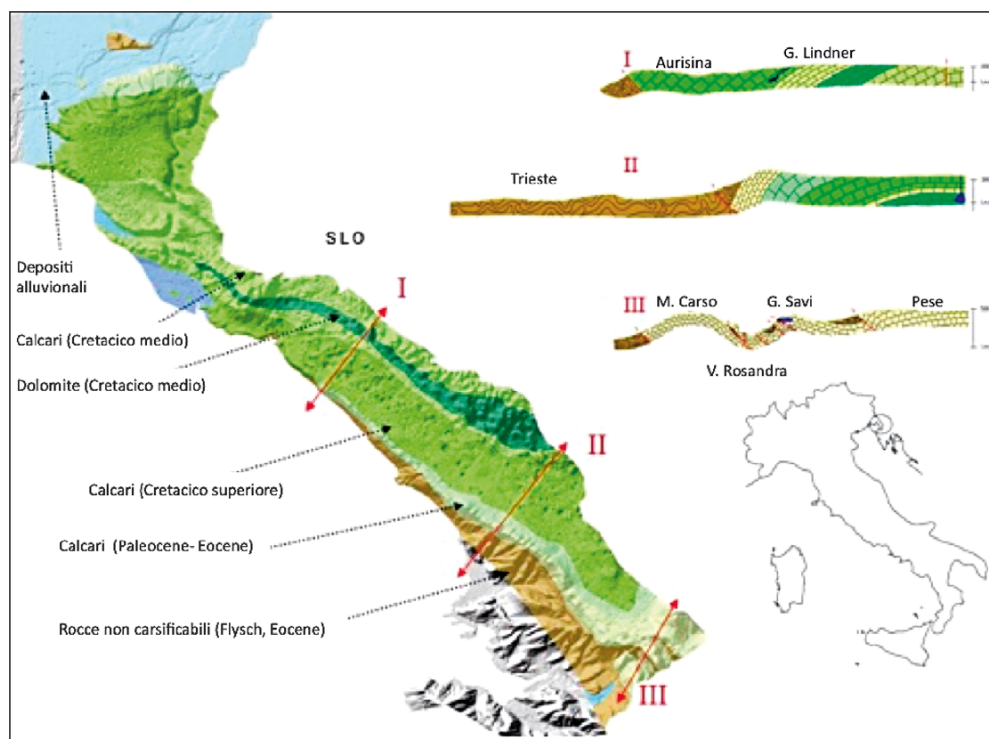 I
Aurisina
G. Lindner
II
Trieste
III
M. Carso
G. Savi
Pese
V. Rosandra
SLO
Depositi
alluvionali
Calcari (Cretacico medio)
Dolomite (Cretacico medio)
Calcari (Cretacico superiore)
Calcari (Paleocene- Eocene)
Rocce non carsificabili (Flysch, Eocene)
I
II
III